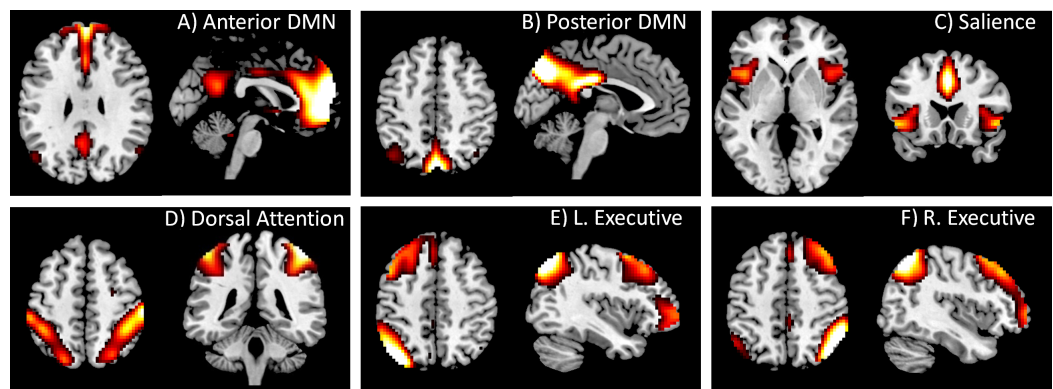 A) Anterior DMN
B) Posterior DMN
C) Salience
D) Dorsal Attention
E) L. Executive
F) R. Executive